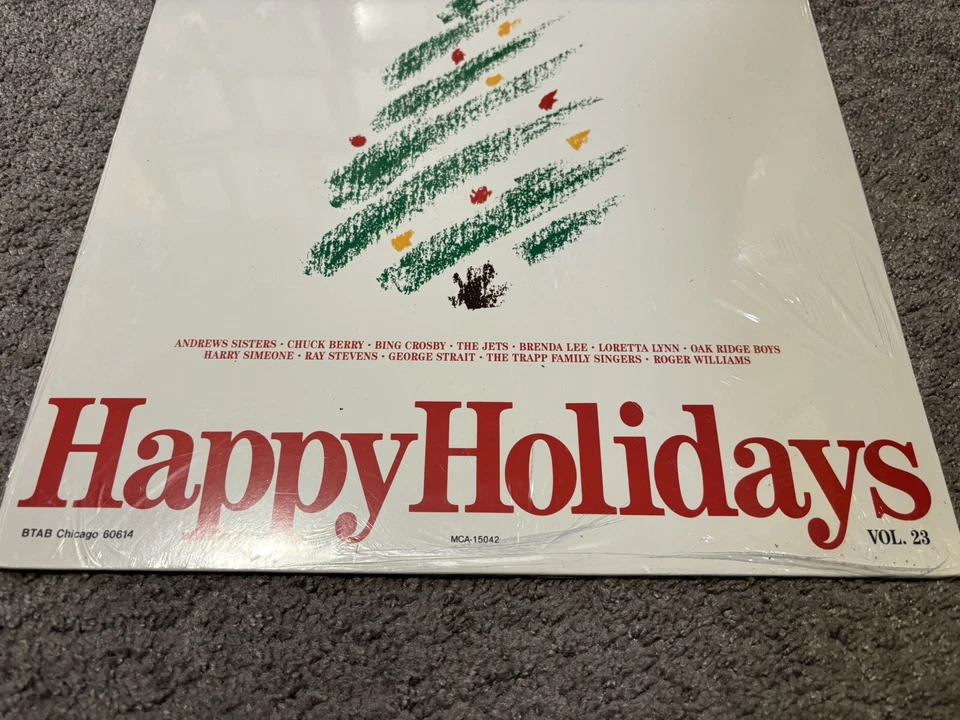 ANDREWS SISTERS · CHUCK BERRY · BING CROSBY · THE JETS · BRENDA LEE · LORETTA LYNN · OAK RIDGE BOYS
HARRY SIMEONE · RAY STEVENS · GEORGE STRAIT · THE TRAPP FAMILY SINGERS · ROGER WILLIAMS
HappyHolidays
BTAB Chicago 60614
MCA-15042
VOL. 23